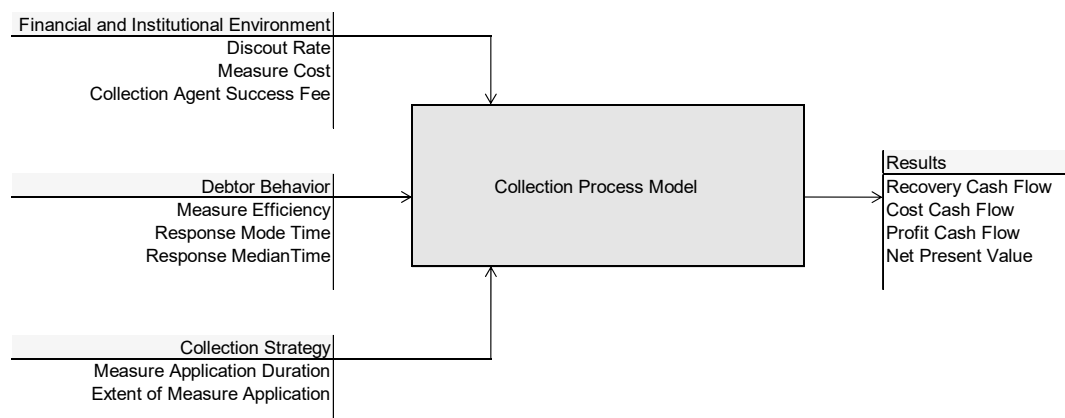 Financial and Institutional Environment
Discout Rate
Measure Cost
Collection Agent Success Fee
Debtor Behavior
Measure Efficiency
Response Mode Time
Response MedianTime
Collection Strategy
Measure Application Duration
Extent of Measure Application
Collection Process Model
Results
Recovery Cash Flow
Cost Cash Flow
Profit Cash Flow
Net Present Value